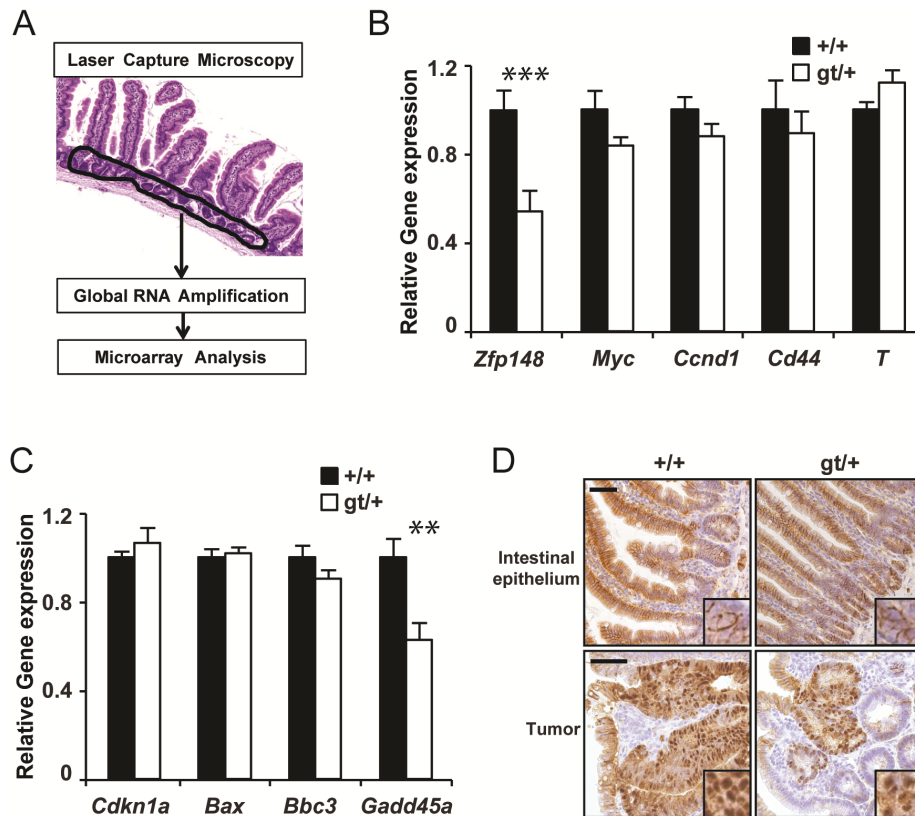 A
Laser Capture Microscopy
Global RNA Amplification
Microarray Analysis
B
+/+
gt/+
Relative Gene expression
1.2
0.8
0.4
0
***
Zfp148 Myc Ccnd1 Cd44 T
C
+/+
gt/+
Relative Gene expression
1.2
0.8
0.4
0
**
Cdkn1a Bax Bbc3 Gadd45a
D
+/+ gt/+
Intestinal
epithelium
Tumor